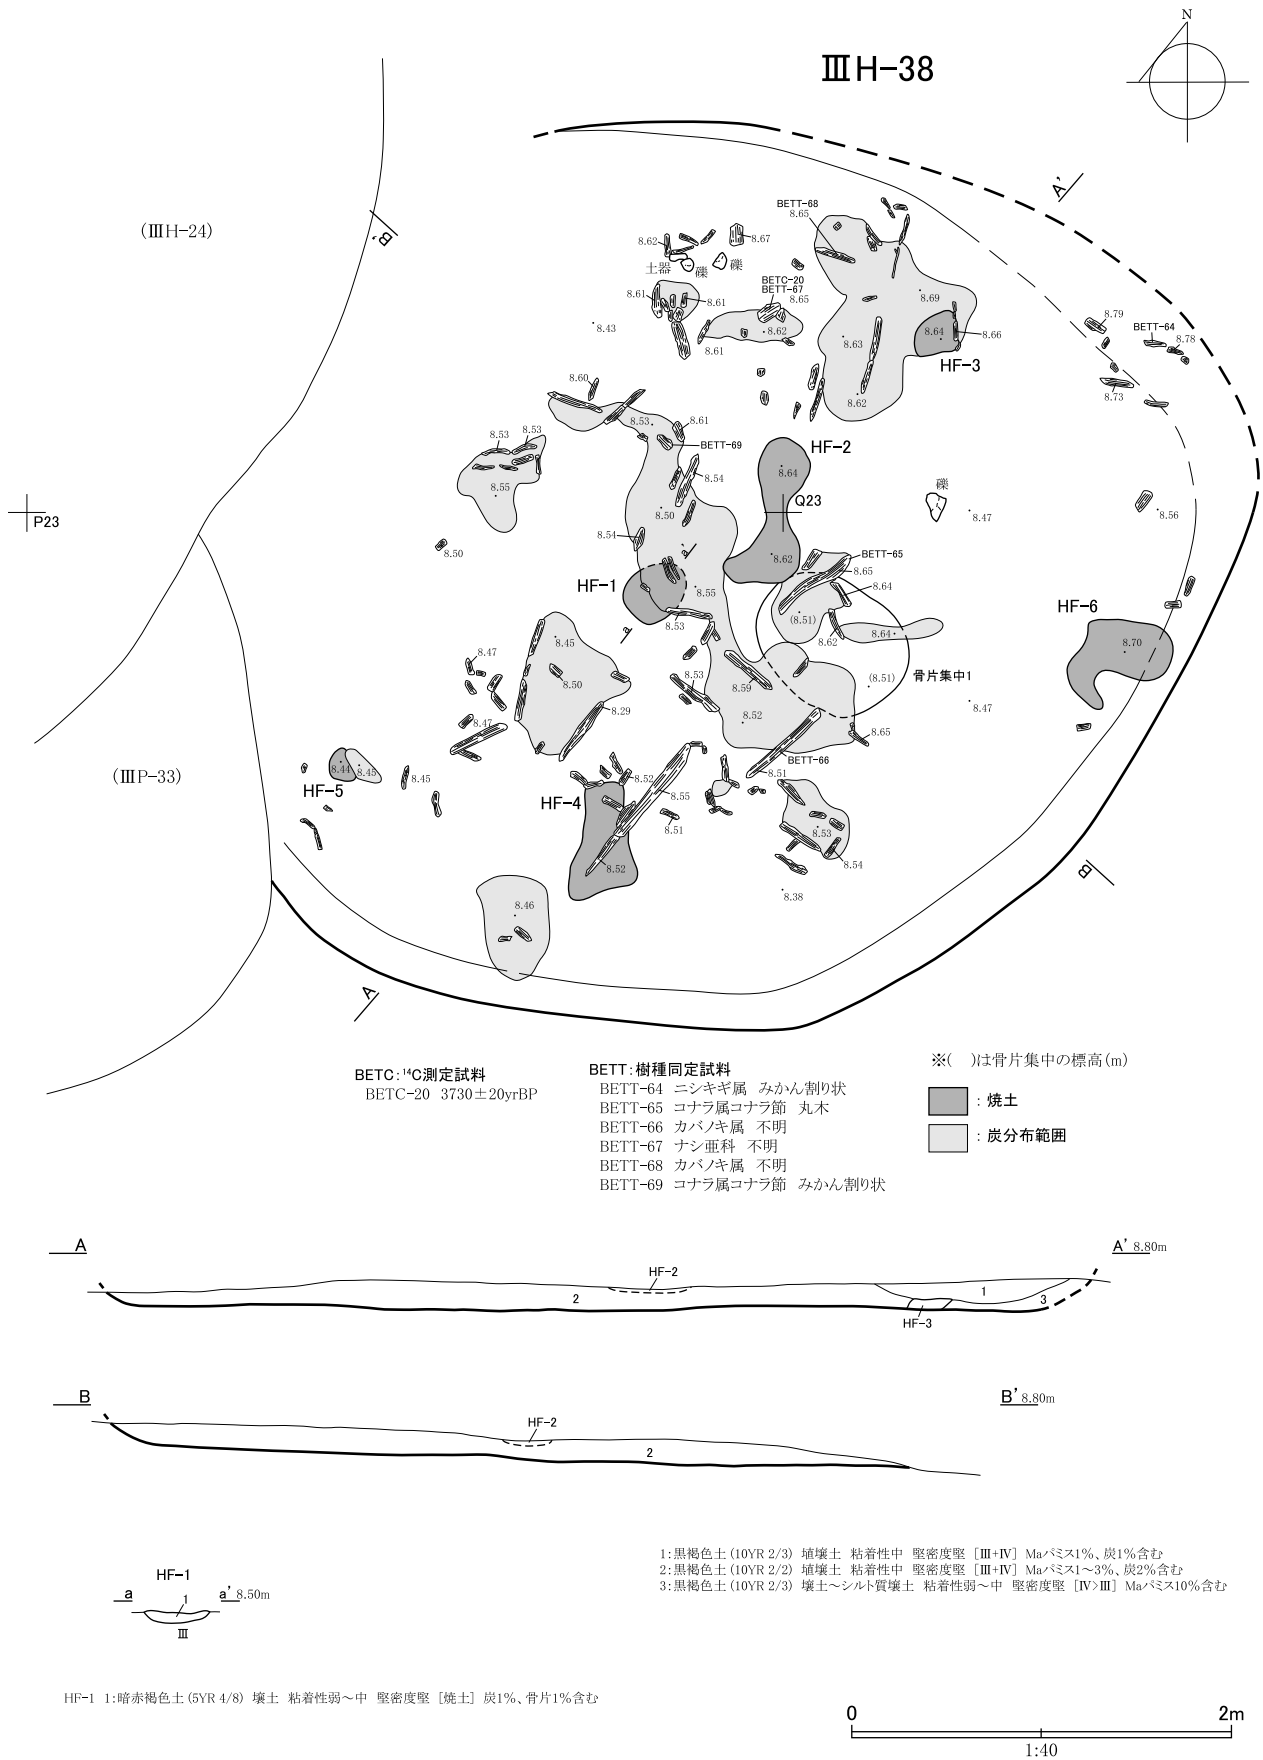 N
ⅢH-38
A'
(ⅢH-24)
B'
BETT-68
8.65
8.62
8.67
土器
礫
礫
8.61
8.61
BETC-20
BETT-67
8.65
8.62
8.61
8.43
8.69
8.64
8.66
8.63
HF-3
8.62
8.79
BETT-64
8.78
8.73
8.60
8.53
8.61
BETT-69
8.53
8.53
8.55
8.54
8.50
HF-2
8.64
Q23
礫
8.47
8.56
P23
8.50
8.54
8.62
BETT-65
8.65
8.64
HF-1
a'
8.55
8.53
a
(8.51)
8.62
8.64
HF-6
8.70
8.45
8.47
8.50
8.53
8.59
(8.51)
骨片集中1
8.47
8.29
8.52
8.47
8.65
BETT-66
8.51
(ⅢP-33)
8.44
8.45
HF-5
8.45
8.52
HF-4
8.55
8.51
8.53
8.54
8.52
8.38
B
8.46
A
BETC:¹⁴C測定試料
BETC-20 3730±20yrBP
BETT:樹種同定試料
BETT-64 ニシキギ属 みかん割り状
BETT-65 コナラ属コナラ節 丸木
BETT-66 カバノキ属 不明
BETT-67 ナシ亜科 不明
BETT-68 カバノキ属 不明
BETT-69 コナラ属コナラ節 みかん割り状
※( )は骨片集中の標高(m)
:焼土
:炭分布範囲
A
A' 8.80m
HF-2
2
1
3
HF-3
B
B' 8.80m
HF-2
2
HF-1
a
a' 8.50m
1
Ⅲ
1:黒褐色土(10YR 2/3) 埴壌土 粘着性中 堅密度堅 [Ⅲ+Ⅳ] Maパミス1%、炭1%含む
2:黒褐色土(10YR 2/2) 埴壌土 粘着性中 堅密度堅 [Ⅲ+Ⅳ] Maパミス1～3%、炭2%含む
3:黒褐色土(10YR 2/3) 壌土～シルト質壌土 粘着性弱～中 堅密度堅 [Ⅳ>Ⅲ] Maパミス10%含む
HF-1 1:暗赤褐色土(5YR 4/8) 壌土 粘着性弱～中 堅密度堅 [焼土] 炭1%、骨片1%含む
0
2m
1:40